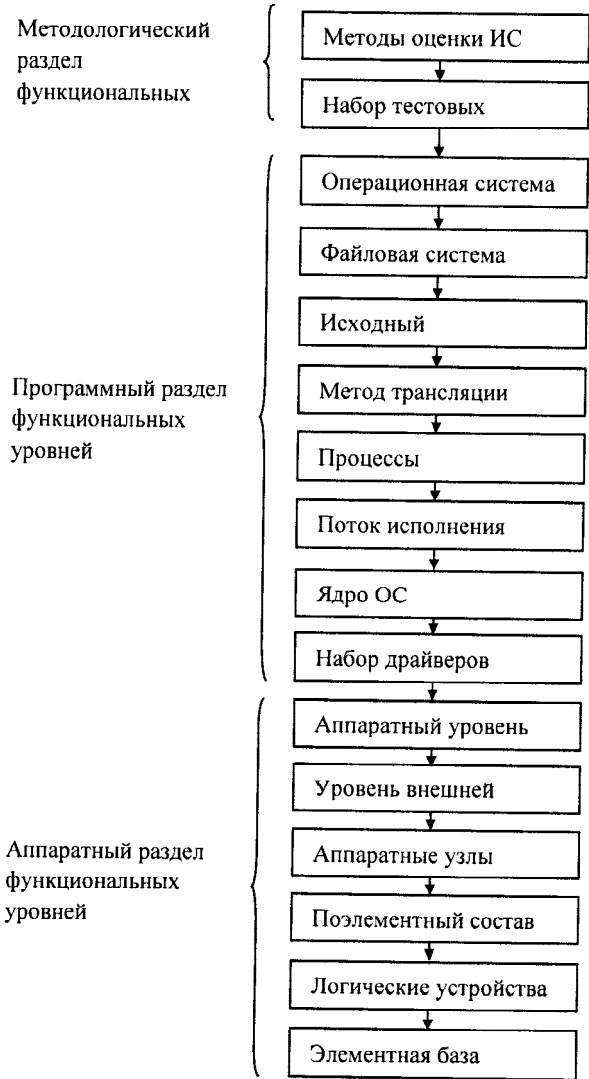 Методологический
раздел
функциональных
Методы оценки ИС
Набор тестовых
Программный раздел
функциональных
уровней
Операционная система
Файловая система
Исходный
Метод трансляции
Процессы
Поток исполнения
Ядро ОС
Набор драйверов
Аппаратный раздел
функциональных
уровней
Аппаратный уровень
Уровень внешней
Аппаратные узлы
Поэлементный состав
Логические устройства
Элементная база